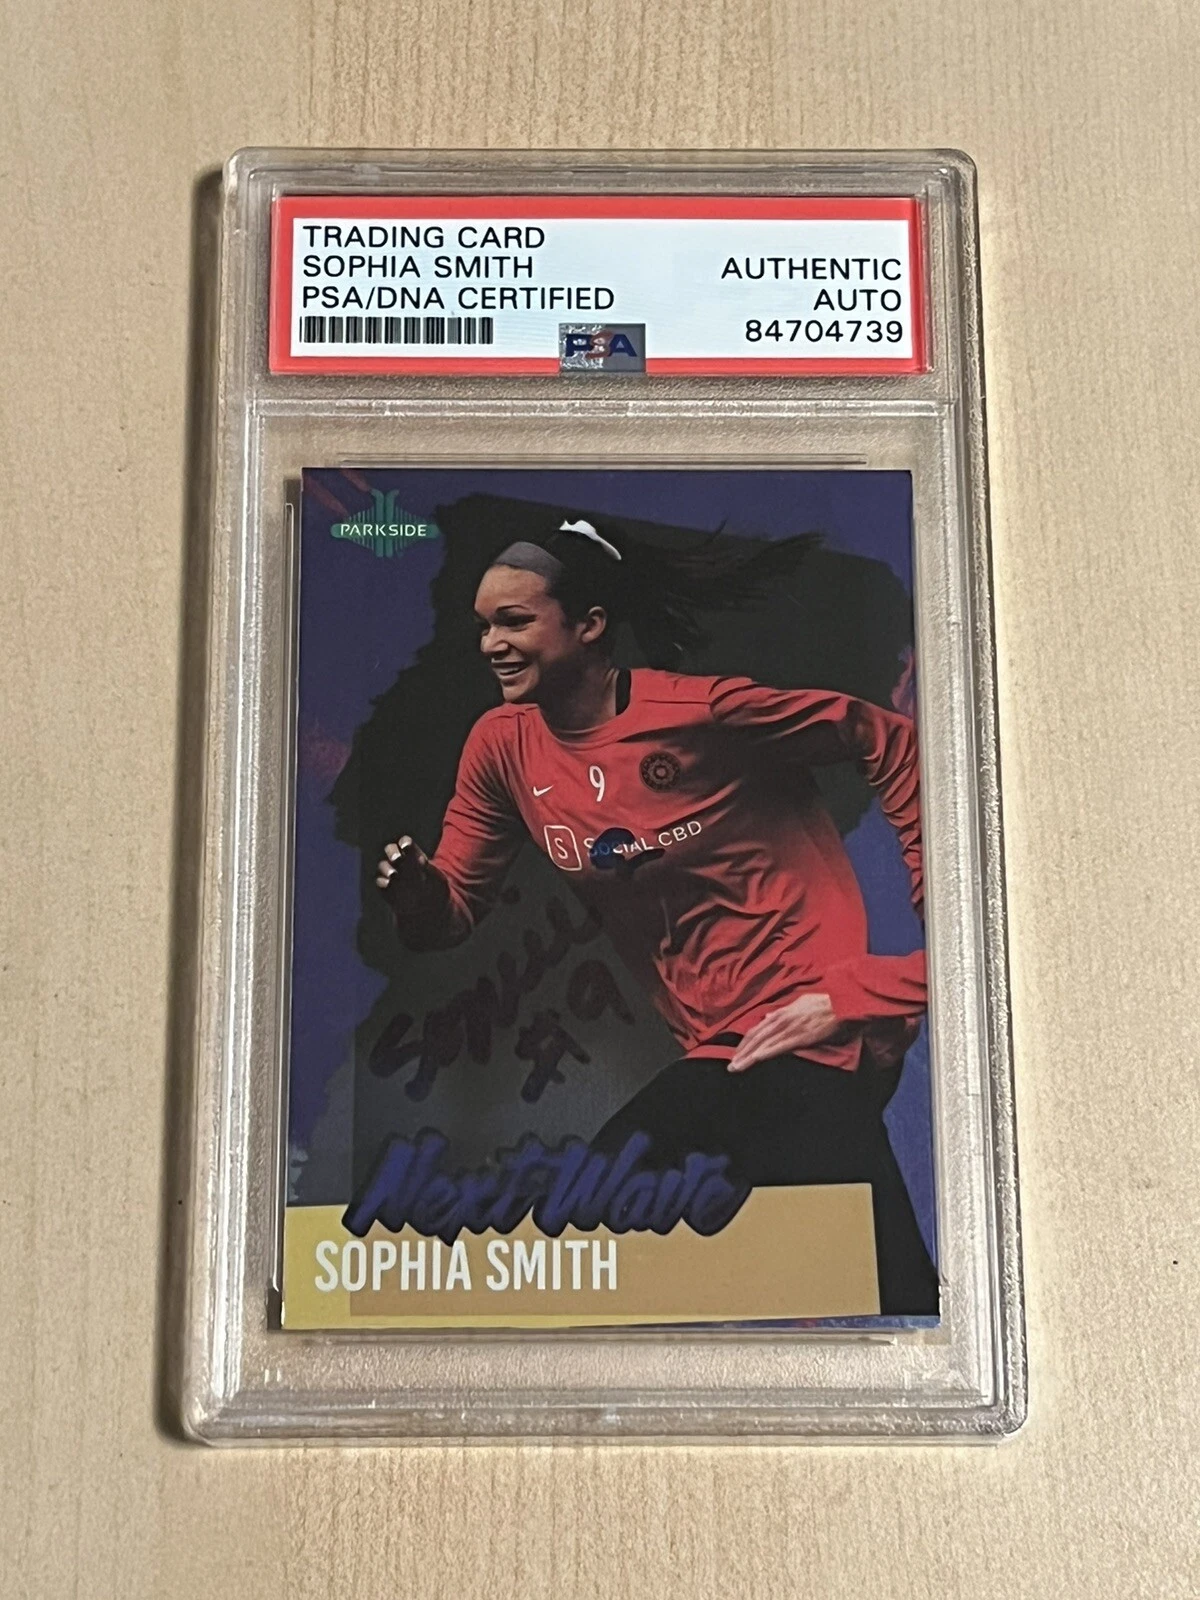 TRADING CARD
SOPHIA SMITH
PSA/DNA CERTIFIED
AUTHENTIC
AUTO
84704739
PSA
PARKSIDE
9
S SOCIAL CBD
#9
Next Wave
SOPHIA SMITH